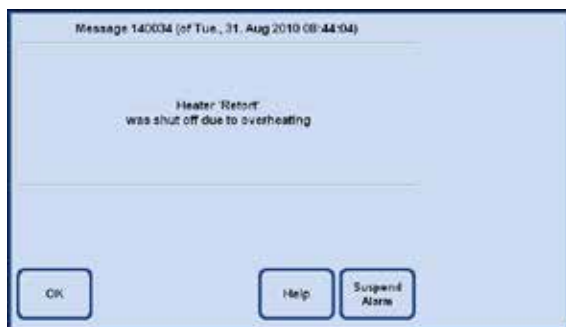 Message 140034 (of Tue., 31. Aug 2010 08:44:04)
Heater 'Retort'
was shut off due to overheating
OK
Help
Suspend
Alarm